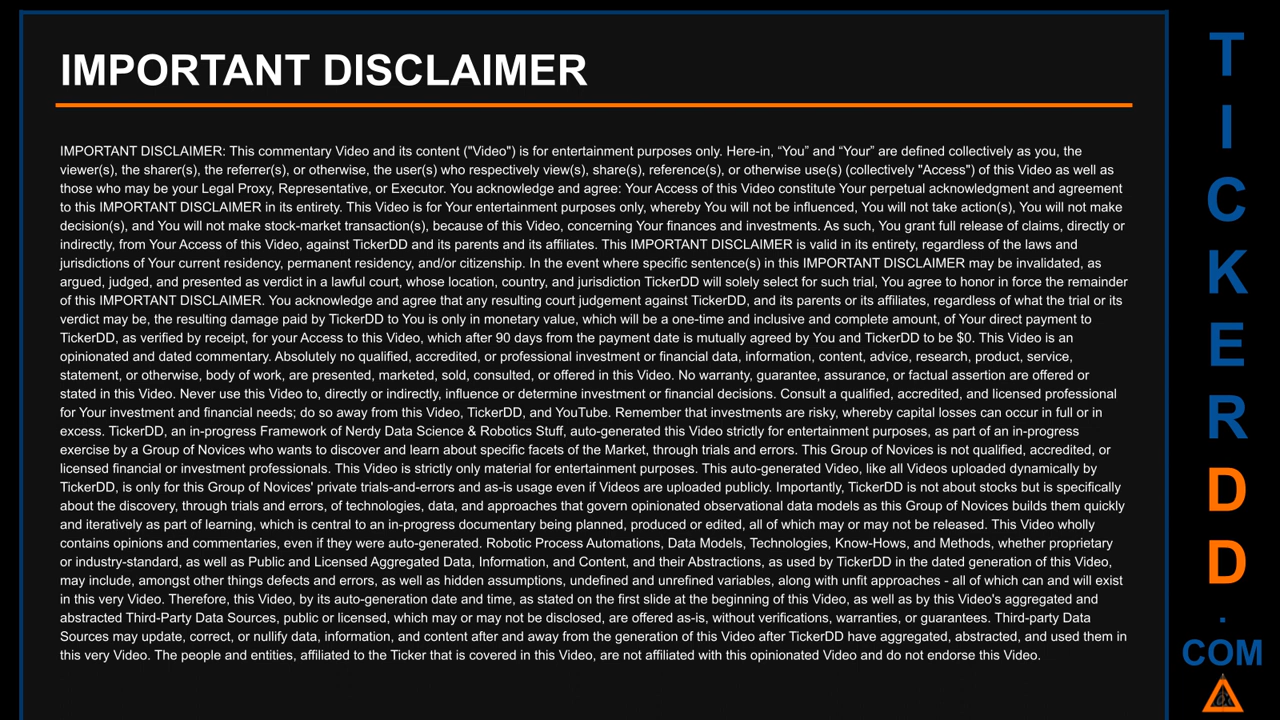 IMPORTANT DISCLAIMER
IMPORTANT DISCLAIMER: This commentary Video and its content ("Video") is for entertainment purposes only. Here-in, “You” and “Your” are defined collectively as you, the
viewer(s), the sharer(s), the referrer(s), or otherwise, the user(s) who respectively view(s), share(s), reference(s), or otherwise use(s) (collectively "Access") of this Video as well as
those who may be your Legal Proxy, Representative, or Executor. You acknowledge and agree: Your Access of this Video constitute Your perpetual acknowledgment and agreement
to this IMPORTANT DISCLAIMER in its entirety. This Video is for Your entertainment purposes only, whereby You will not be influenced, You will not take action(s), You will not make
decision(s), and You will not make stock-market transaction(s), because of this Video, concerning Your finances and investments. As such, You grant full release of claims, directly or
indirectly, from Your Access of this Video, against TickerDD and its parents and its affiliates. This IMPORTANT DISCLAIMER is valid in its entirety, regardless of the laws and
jurisdictions of Your current residency, permanent residency, and/or citizenship. In the event where specific sentence(s) in this IMPORTANT DISCLAIMER may be invalidated, as
argued, judged, and presented as verdict in a lawful court, whose location, country, and jurisdiction TickerDD will solely select for such trial, You agree to honor in force the remainder
of this IMPORTANT DISCLAIMER. You acknowledge and agree that any resulting court judgement against TickerDD, and its parents or its affiliates, regardless of what the trial or its
verdict may be, the resulting damage paid by TickerDD to You is only in monetary value, which will be a one-time and inclusive and complete amount, of Your direct payment to
TickerDD, as verified by receipt, for your Access to this Video, which after 90 days from the payment date is mutually agreed by You and TickerDD to be $0. This Video is an
opinionated and dated commentary. Absolutely no qualified, accredited, or professional investment or financial data, information, content, advice, research, product, service,
statement, or otherwise, body of work, are presented, marketed, sold, consulted, or offered in this Video. No warranty, guarantee, assurance, or factual assertion are offered or
stated in this Video. Never use this Video to, directly or indirectly, influence or determine investment or financial decisions. Consult a qualified, accredited, and licensed professional
for Your investment and financial needs; do so away from this Video, TickerDD, and YouTube. Remember that investments are risky, whereby capital losses can occur in full or in
excess. TickerDD, an in-progress Framework of Nerdy Data Science & Robotics Stuff, auto-generated this Video strictly for entertainment purposes, as part of an in-progress
exercise by a Group of Novices who wants to discover and learn about specific facets of the Market, through trials and errors. This Group of Novices is not qualified, accredited, or
licensed financial or investment professionals. This Video is strictly only material for entertainment purposes. This auto-generated Video, like all Videos uploaded dynamically by
TickerDD, is only for this Group of Novices' private trials-and-errors and as-is usage even if Videos are uploaded publicly. Importantly, TickerDD is not about stocks but is specifically
about the discovery, through trials and errors, of technologies, data, and approaches that govern opinionated observational data models as this Group of Novices builds them quickly
and iteratively as part of learning, which is central to an in-progress documentary being planned, produced or edited, all of which may or may not be released. This Video wholly
contains opinions and commentaries, even if they were auto-generated. Robotic Process Automations, Data Models, Technologies, Know-Hows, and Methods, whether proprietary
or industry-standard, as well as Public and Licensed Aggregated Data, Information, and Content, and their Abstractions, as used by TickerDD in the dated generation of this Video,
may include, amongst other things defects and errors, as well as hidden assumptions, undefined and unrefined variables, along with unfit approaches - all of which can and will exist
in this very Video. Therefore, this Video, by its auto-generation date and time, as stated on the first slide at the beginning of this Video, as well as by this Video's aggregated and
abstracted Third-Party Data Sources, public or licensed, which may or may not be disclosed, are offered as-is, without verifications, warranties, or guarantees. Third-party Data
Sources may update, correct, or nullify data, information, and content after and away from the generation of this Video after TickerDD have aggregated, abstracted, and used them in
this very Video. The people and entities, affiliated to the Ticker that is covered in this Video, are not affiliated with this opinionated Video and do not endorse this Video.
T
I
C
K
E
R
D
D
.
COM